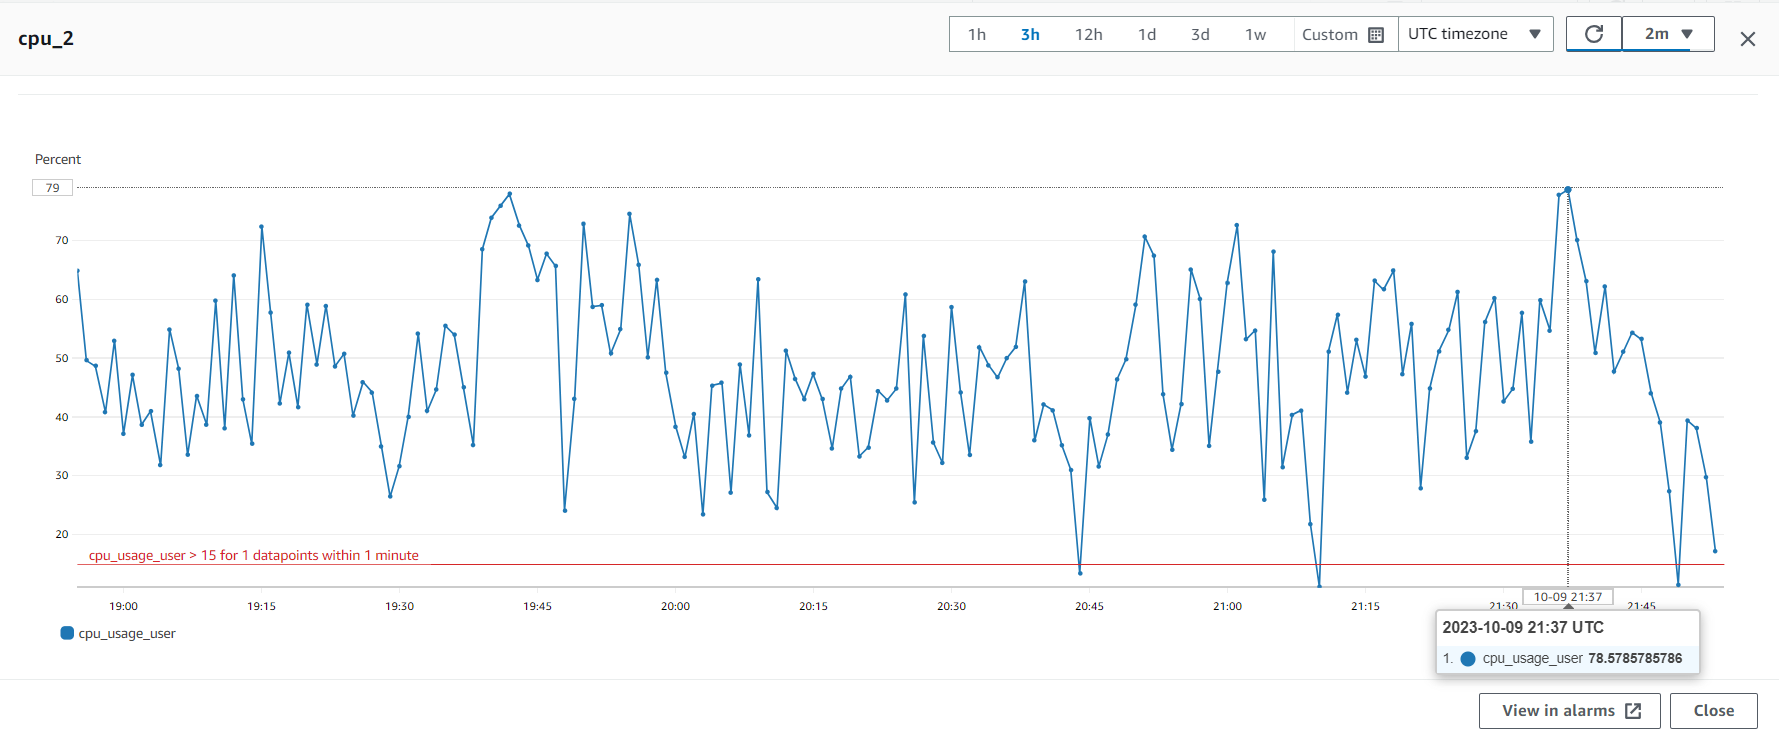 cpu_2
1h 3h 12h 1d 3d 1w Custom UTC timezone 2m
Percent
79
70
60
50
40
30
20
cpu_usage_user > 15 for 1 datapoints within 1 minute
19:00 19:15 19:30 19:45 20:00 20:15 20:30 20:45 21:00 21:15 21:30 21:45
10-09 21:37
cpu_usage_user
2023-10-09 21:37 UTC
1. cpu_usage_user 78.5785785786
View in alarms Close